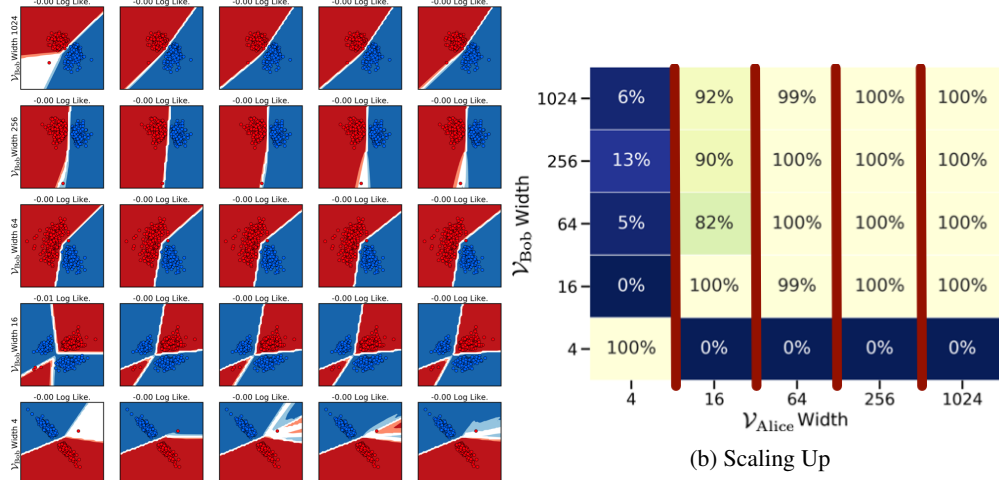 -0.00 Log Like. -0.00 Log Like. -0.00 Log Like. -0.00 Log Like. -0.00 Log Like.
𝒱Bob Width 1024
-0.00 Log Like. -0.00 Log Like. -0.00 Log Like. -0.00 Log Like. -0.00 Log Like.
𝒱Bob Width 256
-0.00 Log Like. -0.00 Log Like. -0.00 Log Like. -0.00 Log Like. -0.00 Log Like.
𝒱Bob Width 64
-0.01 Log Like. -0.00 Log Like. -0.00 Log Like. -0.00 Log Like. -0.00 Log Like.
𝒱Bob Width 16
-0.00 Log Like. -0.00 Log Like. -0.00 Log Like. -0.00 Log Like. -0.00 Log Like.
𝒱Bob Width 4
𝒱Bob Width
1024 6% 92% 99% 100% 100%
256 13% 90% 100% 100% 100%
64 5% 82% 100% 100% 100%
16 0% 100% 99% 100% 100%
4 100% 0% 0% 0% 0%
4 16 64 256 1024
𝒱Alice Width
(b) Scaling Up